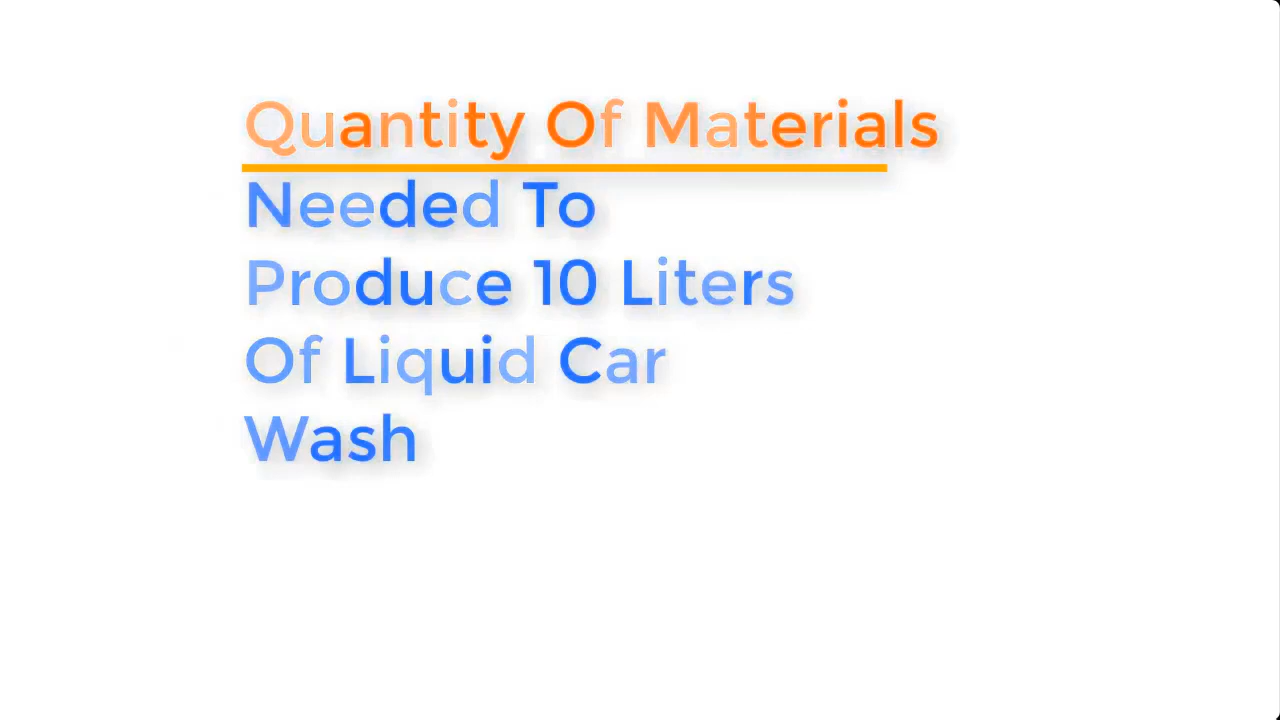 Quantity Of Materials
Needed To
Produce 10 Liters
Of Liquid Car
Wash